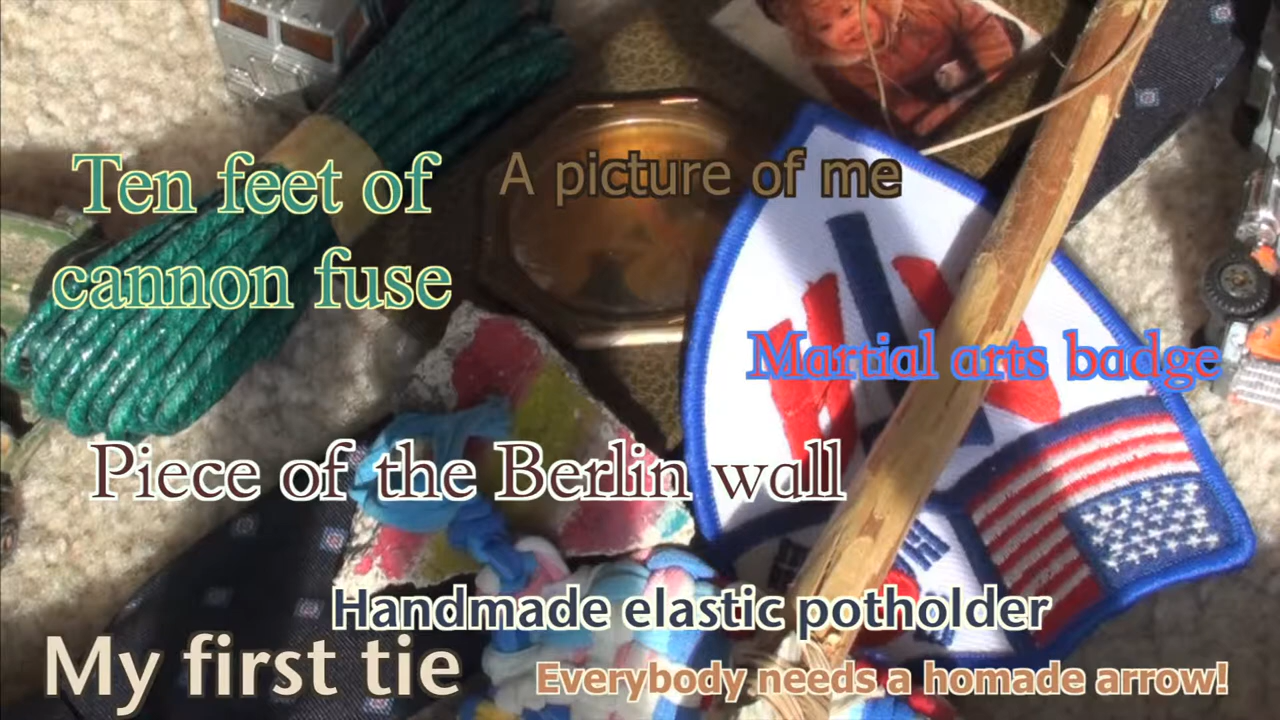 Ten feet of
cannon fuse
A picture of me
Martial arts badge
Piece of the Berlin wall
Handmade elastic potholder
My first tie
Everybody needs a homade arrow!